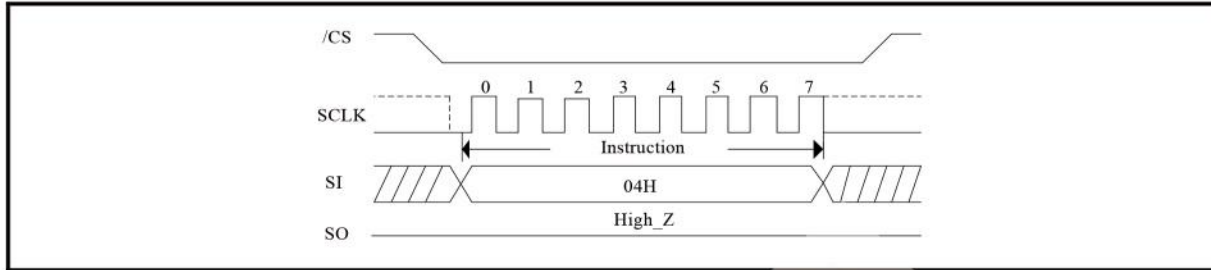 /CS
0 1 2 3 4 5 6 7
SCLK
Instruction
SI
04H
High_Z
SO